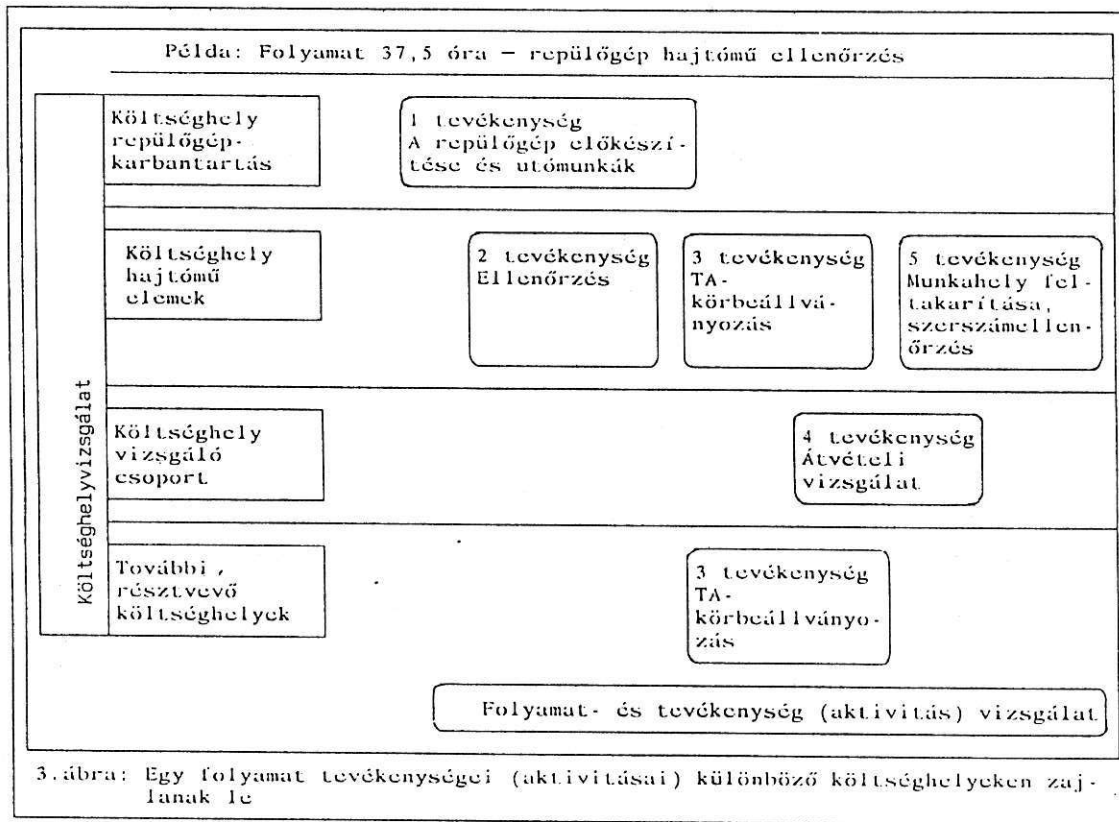 Példa: Folyamat 37,5 óra — repülőgép hajtómű ellenőrzés
Költséghelyvizsgálat
Költséghely
repülőgép-
karbantartás
1 tevékenység
A repülőgép előkészí-
tése és utómunkák
Költséghely
hajtómű
elemek
2 tevékenység
Ellenőrzés
3 tevékenység
TA-
körbeállvá-
nyozás
5 tevékenység
Munkahely fel-
takarítása,
szerszámellen-
őrzés
Költséghely
vizsgáló
csoport
4 tevékenység
Átvételi
vizsgálat
További,
résztvevő
költséghelyek
3 tevékenység
TA-
körbeállványo-
zás
Folyamat- és tevékenység (aktivitás) vizsgálat
3.ábra: Egy folyamat tevékenységei (aktivitásai) különböző költséghelyeken zaj-
lanak le